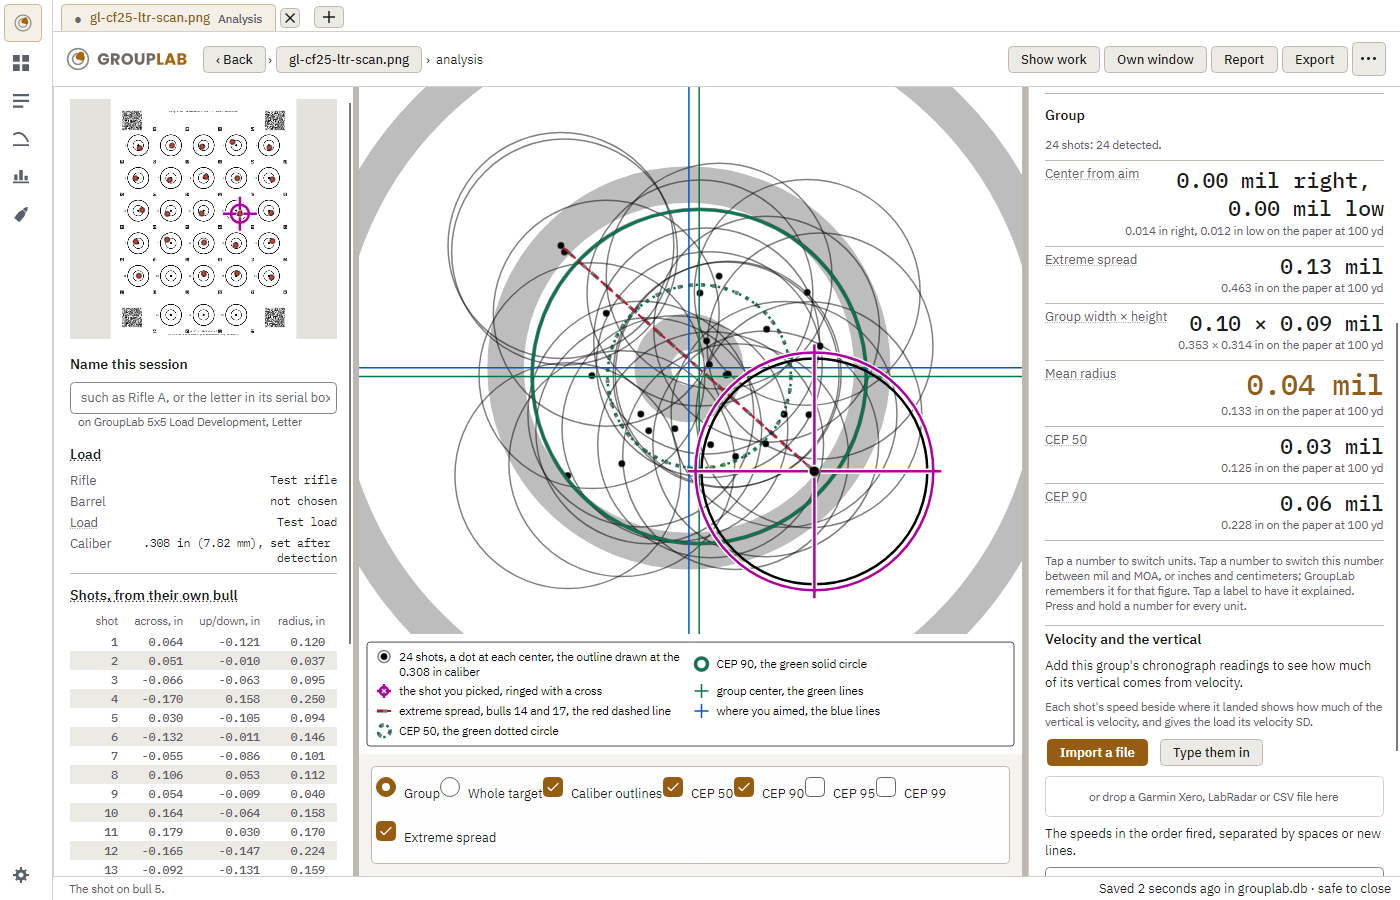 gl-cf25-ltr-scan.png Analysis
GROUPLAB
‹ Back › gl-cf25-ltr-scan.png › analysis
Show work
Own window
Report
Export
Name this session
such as Rifle A, or the letter in its serial box
on GroupLab 5x5 Load Development, Letter
Load
Rifle Test rifle
Barrel not chosen
Load Test load
Caliber .308 in (7.82 mm), set after
detection
Shots, from their own bull
shot across, in up/down, in radius, in
1 0.064 -0.121 0.120
2 0.051 -0.010 0.037
3 -0.066 -0.063 0.095
4 -0.170 0.158 0.250
5 0.030 -0.105 0.094
6 -0.132 -0.011 0.146
7 -0.055 -0.086 0.101
8 0.106 0.053 0.112
9 0.054 -0.009 0.040
10 0.164 -0.064 0.158
11 0.179 0.030 0.170
12 -0.165 -0.147 0.224
13 -0.092 -0.131 0.159
The shot on bull 5.
24 shots, a dot at each center, the outline drawn at the
0.308 in caliber
the shot you picked, ringed with a cross
extreme spread, bulls 14 and 17, the red dashed line
CEP 50, the green dotted circle
CEP 90, the green solid circle
group center, the green lines
where you aimed, the blue lines
Group Whole target Caliber outlines CEP 50 CEP 90 CEP 95 CEP 99
Extreme spread
Group
24 shots: 24 detected.
Center from aim 0.00 mil right,
0.00 mil low
0.014 in right, 0.012 in low on the paper at 100 yd
Extreme spread 0.13 mil
0.463 in on the paper at 100 yd
Group width × height 0.10 × 0.09 mil
0.353 × 0.314 in on the paper at 100 yd
Mean radius 0.04 mil
0.133 in on the paper at 100 yd
CEP 50 0.03 mil
0.125 in on the paper at 100 yd
CEP 90 0.06 mil
0.228 in on the paper at 100 yd
Tap a number to switch units. Tap a number to switch this number
between mil and MOA, or inches and centimeters; GroupLab
remembers it for that figure. Tap a label to have it explained.
Press and hold a number for every unit.
Velocity and the vertical
Add this group's chronograph readings to see how much
of its vertical comes from velocity.
Each shot's speed beside where it landed shows how much of the
vertical is velocity, and gives the load its velocity SD.
Import a file
Type them in
or drop a Garmin Xero, LabRadar or CSV file here
The speeds in the order fired, separated by spaces or new
lines.
Saved 2 seconds ago in grouplab.db · safe to close